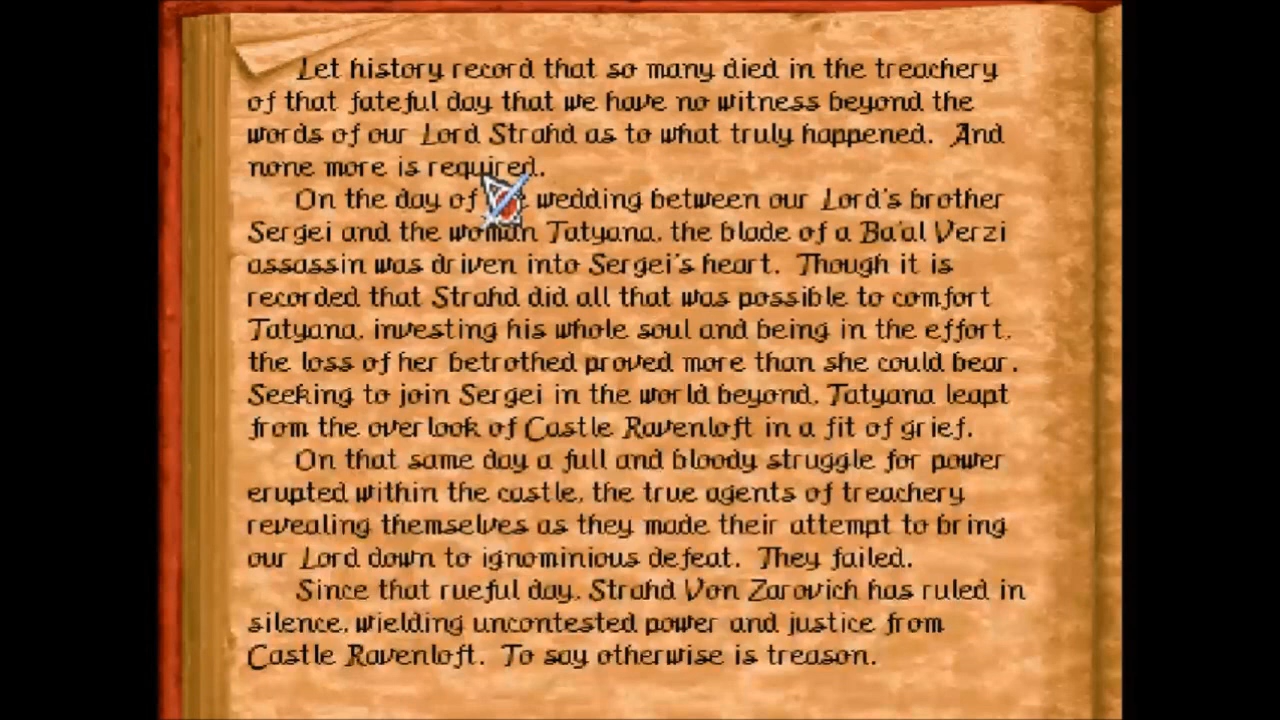 Let history record that so many died in the treachery
of that fateful day that we have no witness beyond the
words of our Lord Strahd as to what truly happened. And
none more is required.
On the day of wedding between our Lord's brother
Sergei and the woman Tatyana, the blade of a Ba'al Verzi
assassin was driven into Sergei's heart. Though it is
recorded that Strahd did all that was possible to comfort
Tatyana, investing his whole soul and being in the effort,
the loss of her betrothed proved more than she could bear.
Seeking to join Sergei in the world beyond, Tatyana leapt
from the overlook of Castle Ravenloft in a fit of grief.
On that same day a full and bloody struggle for power
erupted within the castle, the true agents of treachery
revealing themselves as they made their attempt to bring
our Lord down to ignominious defeat. They failed.
Since that rueful day, Strahd Von Zarovich has ruled in
silence, wielding uncontested power and justice from
Castle Ravenloft. To say otherwise is treason.